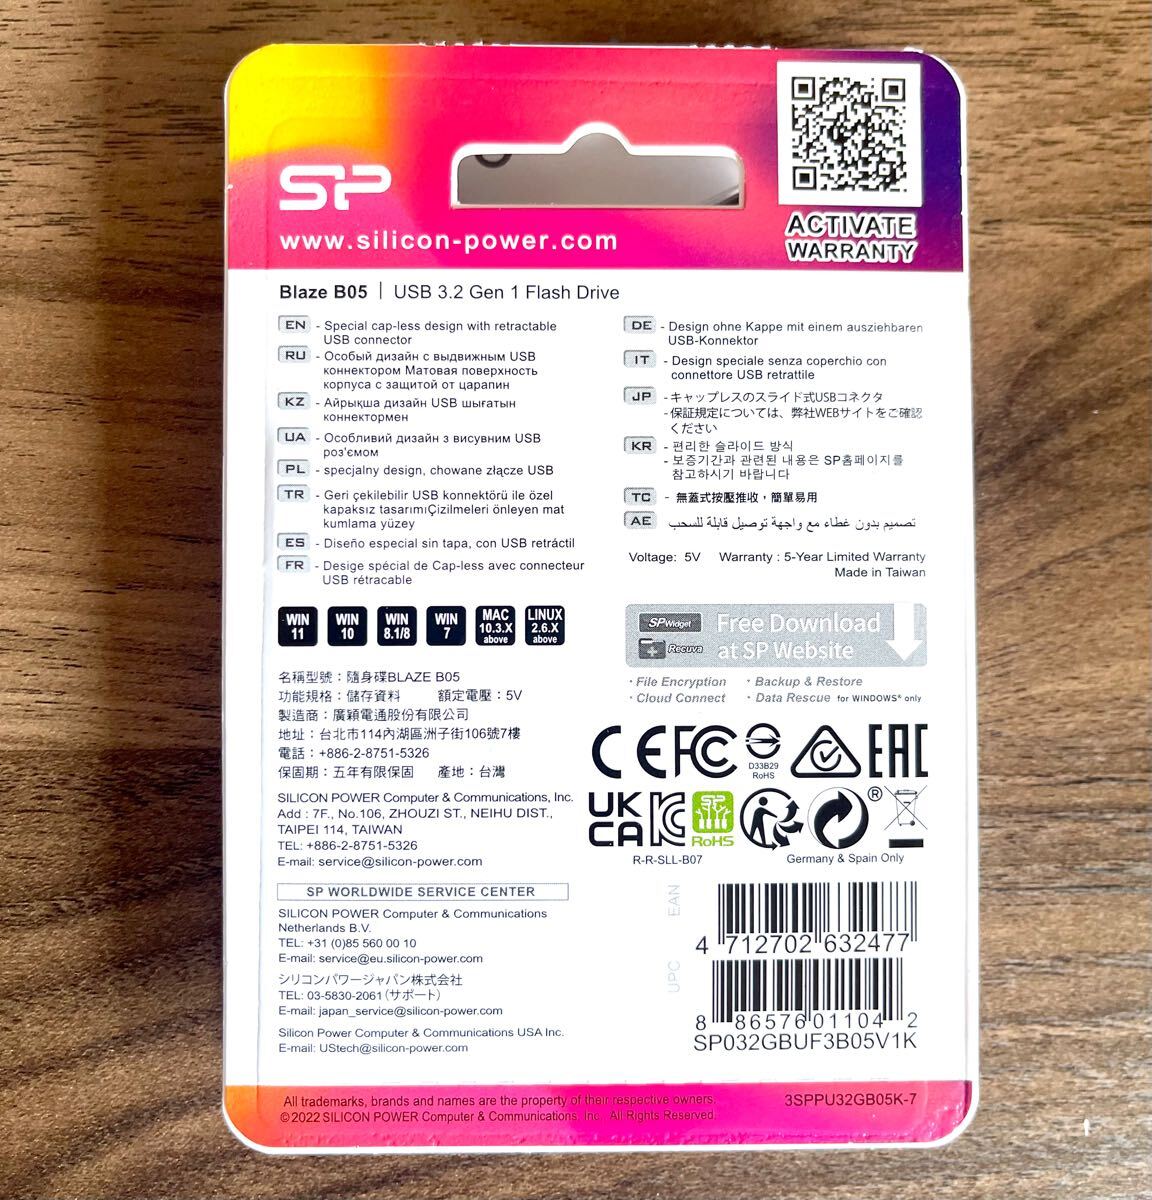 SP
www.silicon-power.com
ACTIVATE
WARRANTY
Blaze B05 | USB 3.2 Gen 1 Flash Drive
EN - Special cap-less design with retractable
USB connector
RU - Особый дизайн с выдвижным USB
коннектором Матовая поверхность
корпуса с защитой от царапин
KZ - Айрықша дизайн USB шығатын
коннектормен
UA - Особливий дизайн з висувним USB
роз'ємом
PL - specjalny design, chowane złącze USB
TR - Geri çekilebilir USB konnektörü ile özel
kapaksız tasarımıÇizilmeleri önleyen mat
kumlama yüzey
ES - Diseño especial sin tapa, con USB retráctil
FR - Desige spécial de Cap-less avec connecteur
USB rétracable
DE - Design ohne Kappe mit einem ausziehbaren
USB-Konnektor
IT - Design speciale senza coperchio con
connettore USB retrattile
JP - キャップレスのスライド式USBコネクタ
- 保証規定については、弊社WEBサイトをご確認
ください
KR - 편리한 슬라이드 방식
- 보증기간과 관련된 내용은 SP홈페이지를
참고하시기 바랍니다
TC - 無蓋式按壓推收，簡單易用
AE تصميم بدون غطاء مع واجهة توصيل قابلة للسحب
Voltage: 5V Warranty : 5-Year Limited Warranty
Made in Taiwan
WIN
11
WIN
10
WIN
8.1/8
WIN
7
MAC
10.3.X
above
LINUX
2.6.X
above
SPWidget
Recuva
Free Download
at SP Website
· File Encryption · Backup & Restore
· Cloud Connect · Data Rescue for WINDOWS® only
名稱型號：隨身碟BLAZE B05
功能規格：儲存資料 額定電壓：5V
製造商：廣穎電通股份有限公司
地址：台北市114內湖區洲子街106號7樓
電話：+886-2-8751-5326
保固期：五年有限保固 產地：台灣
SILICON POWER Computer & Communications, Inc.
Add : 7F., No.106, ZHOUZI ST., NEIHU DIST.,
TAIPEI 114, TAIWAN
TEL: +886-2-8751-5326
E-mail: service@silicon-power.com
SP WORLDWIDE SERVICE CENTER
SILICON POWER Computer & Communications
Netherlands B.V.
TEL: +31 (0)85 560 00 10
E-mail: service@eu.silicon-power.com
シリコンパワージャパン株式会社
TEL: 03-5830-2061（サポート）
E-mail: japan_service@silicon-power.com
Silicon Power Computer & Communications USA Inc.
E-mail: UStech@silicon-power.com
CE FC
D33B29
RoHS
EAC
UK
CA
SP
RoHS
®
R-R-SLL-B07
Germany & Spain Only
EAN
4 712702 632477
UPC
8 86576 01104 2
SP032GBUF3B05V1K
All trademarks, brands and names are the property of their respective owners.
©2022 SILICON POWER Computer & Communications, Inc., All Rights Reserved.
3SPPU32GB05K-7